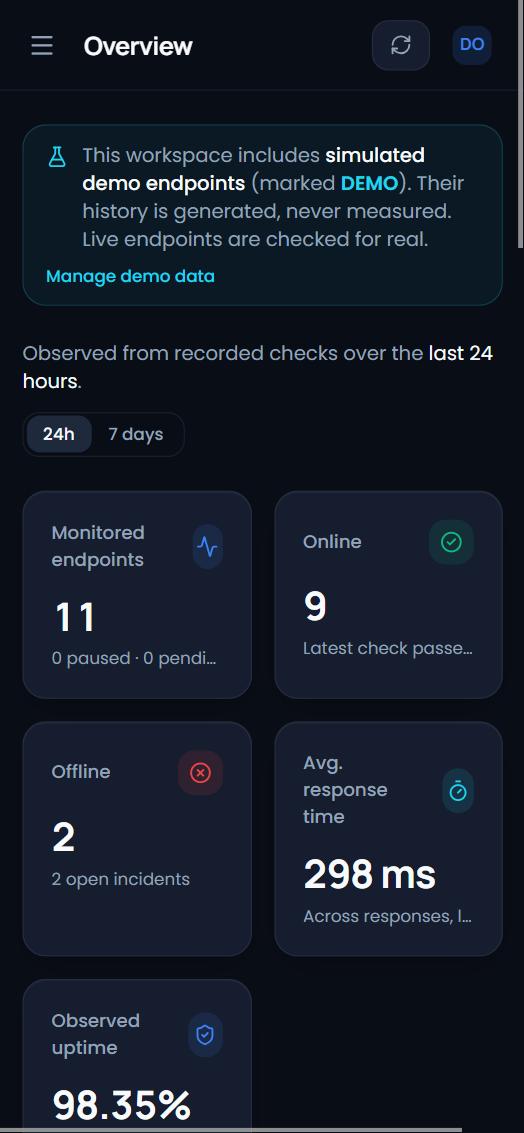 Overview
DO
This workspace includes simulated
demo endpoints (marked DEMO). Their
history is generated, never measured.
Live endpoints are checked for real.
Manage demo data
Observed from recorded checks over the last 24
hours.
24h
7 days
Monitored
endpoints
11
0 paused · 0 pendi...
Online
9
Latest check passe...
Offline
2
2 open incidents
Avg.
response
time
298 ms
Across responses, l...
Observed
uptime
98.35%